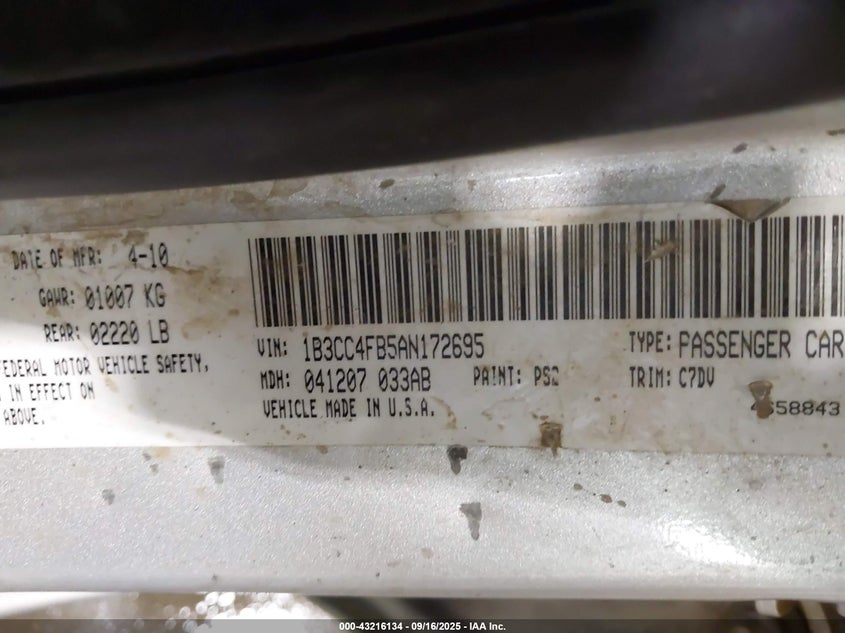 DATE OF MFR: 4-10
GAWR: 01007 KG
REAR: 02220 LB
FEDERAL MOTOR VEHICLE SAFETY,
IN EFFECT ON
ABOVE.
VIN: 1B3CC4FB5AN172695
TYPE: PASSENGER CAR
MDH: 041207 033AB
PAINT: PS2
TRIM: C7DV
VEHICLE MADE IN U.S.A.
000-43216134 - 09/16/2025 - IAA Inc.